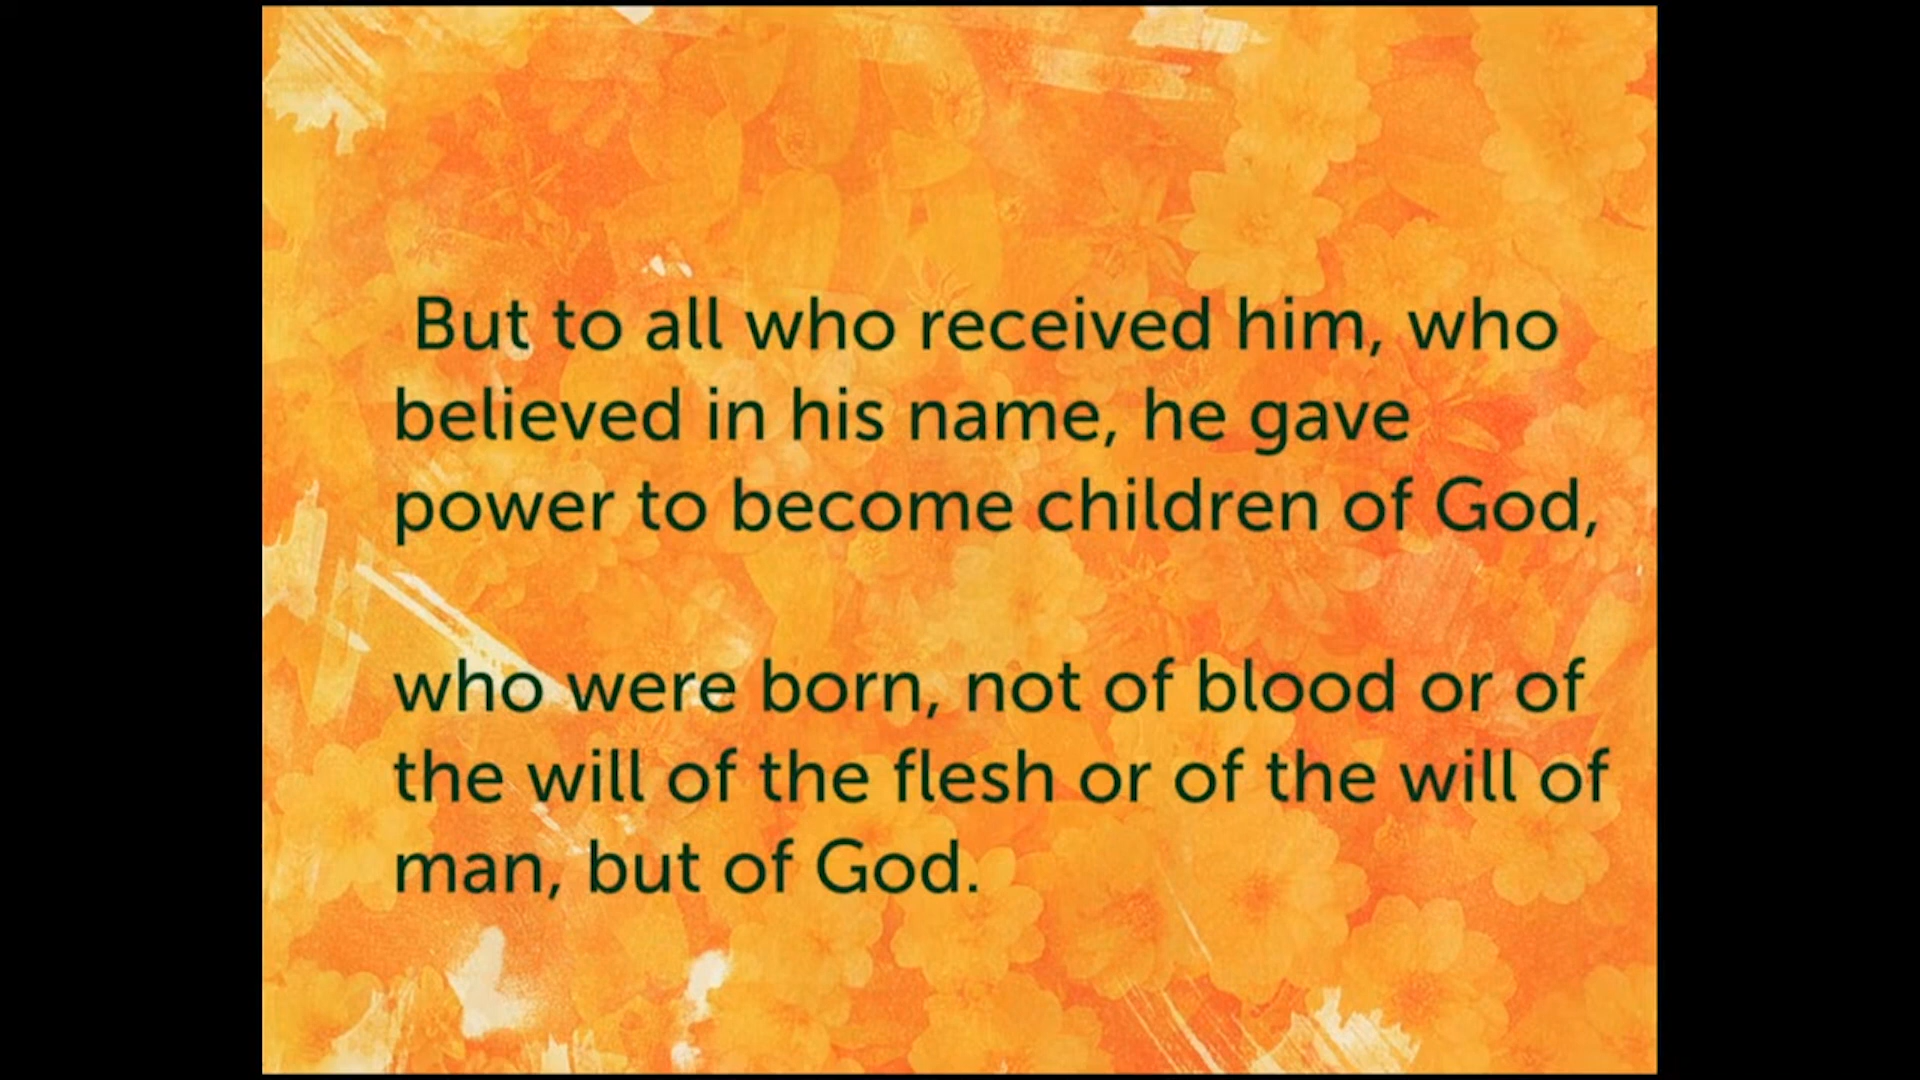 But to all who received him, who
believed in his name, he gave
power to become children of God,
who were born, not of blood or of
the will of the flesh or of the will of
man, but of God.